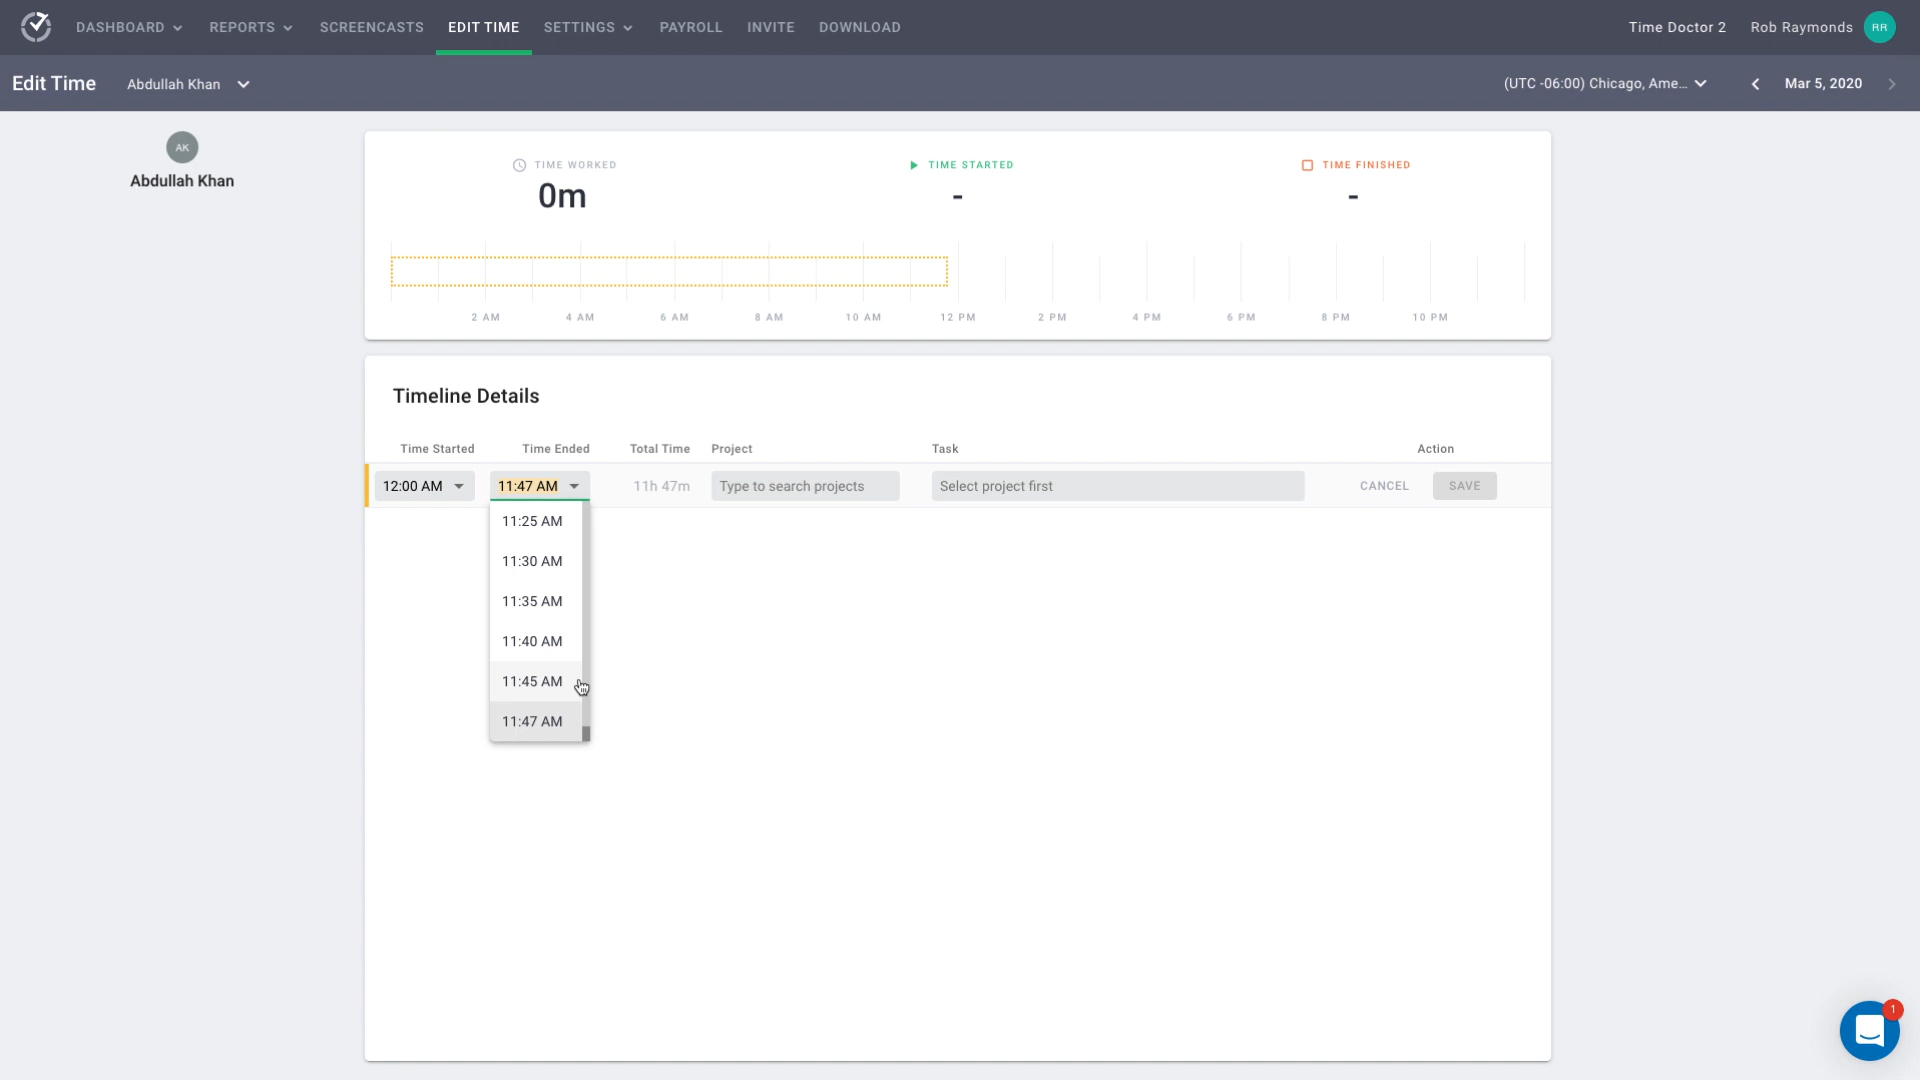 DASHBOARD REPORTS SCREENCASTS EDIT TIME SETTINGS PAYROLL INVITE DOWNLOAD Time Doctor 2 Rob Raymonds RR
Edit Time Abdullah Khan (UTC -06:00) Chicago, Ame... Mar 5, 2020
AK
Abdullah Khan
TIME WORKED TIME STARTED TIME FINISHED
0m - -
2 AM 4 AM 6 AM 8 AM 10 AM 12 PM 2 PM 4 PM 6 PM 8 PM 10 PM
Timeline Details
Time Started Time Ended Total Time Project Task Action
12:00 AM 11:47 AM 11h 47m Type to search projects Select project first CANCEL SAVE
11:25 AM
11:30 AM
11:35 AM
11:40 AM
11:45 AM
11:47 AM
1